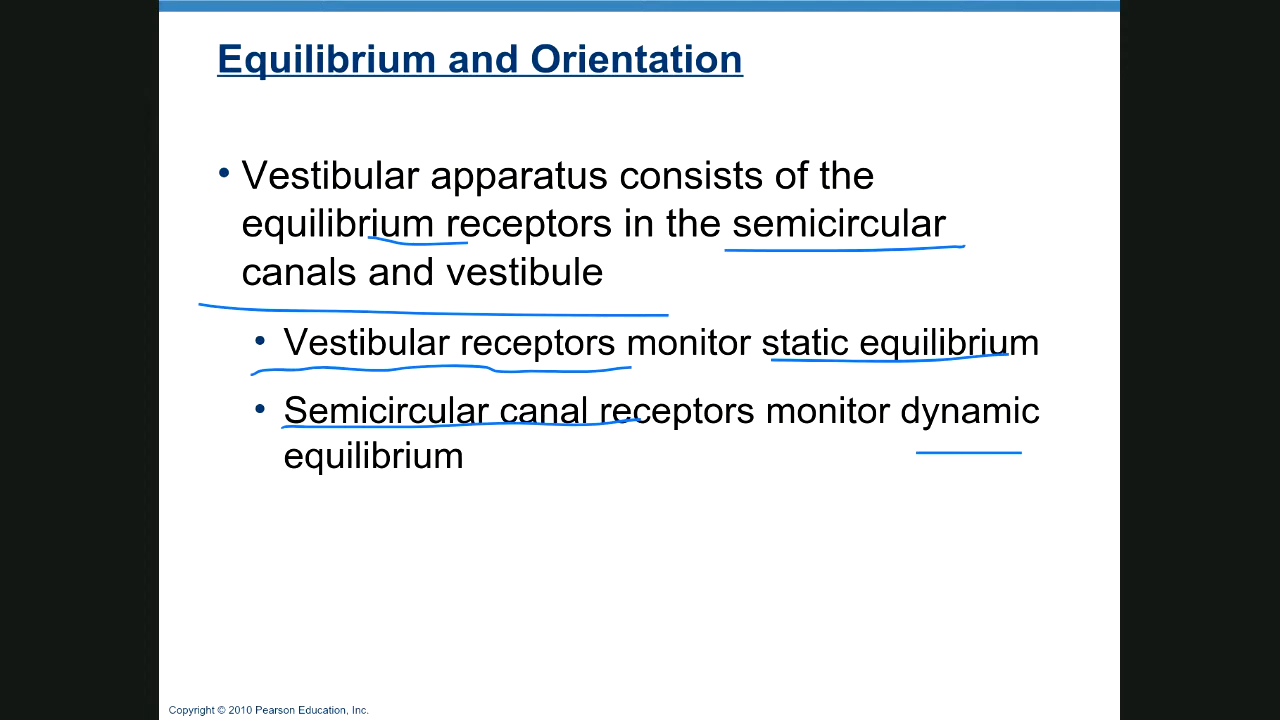 Equilibrium and Orientation
• Vestibular apparatus consists of the
equilibrium receptors in the semicircular
canals and vestibule
• Vestibular receptors monitor static equilibrium
• Semicircular canal receptors monitor dynamic
equilibrium
Copyright © 2010 Pearson Education, Inc.